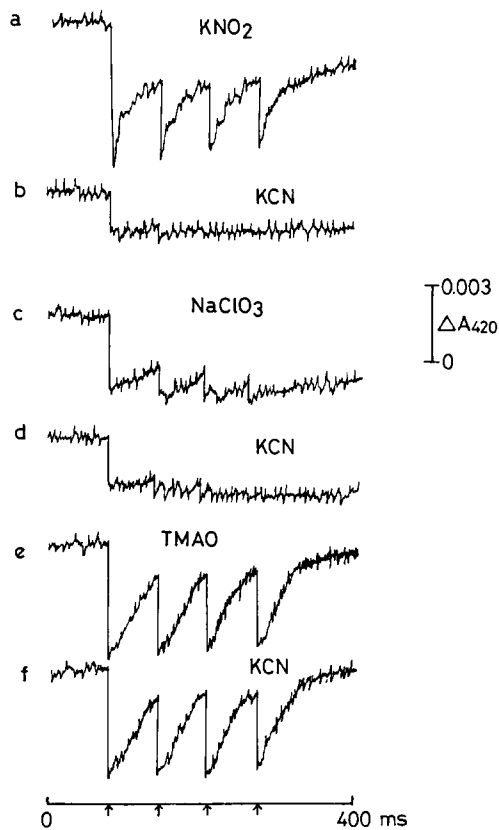 a
KNO₂
b
KCN
NaClO₃
0.003
c
ΔA₄₂₀
0
d
KCN
e
TMAO
f
KCN
0
400 ms